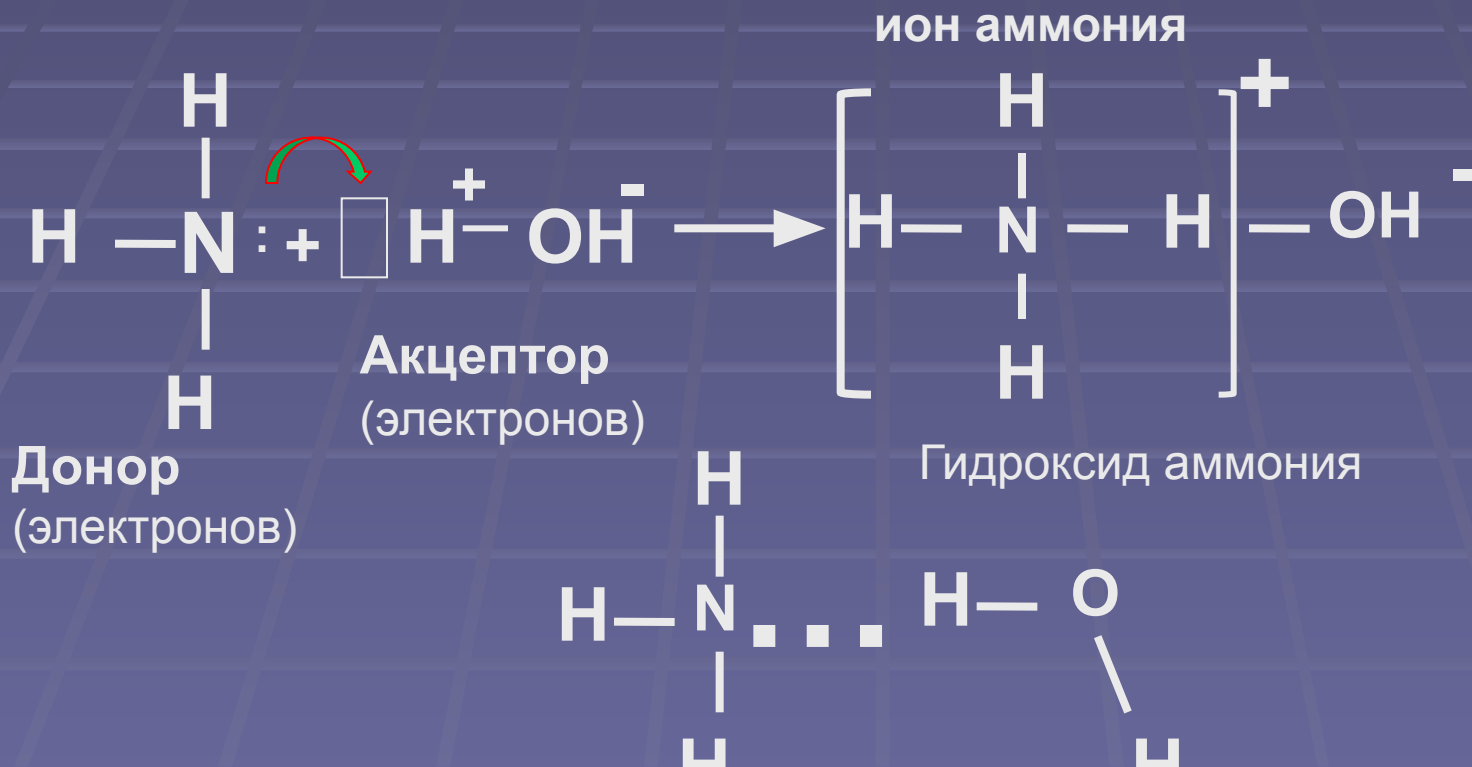 ион аммония
H H +
+ -
H — N : + H — OH → H — N — H — OH -
H H
Акцептор
(электронов)
Донор
(электронов)
Гидроксид аммония
H
H — N ... H — O
H H